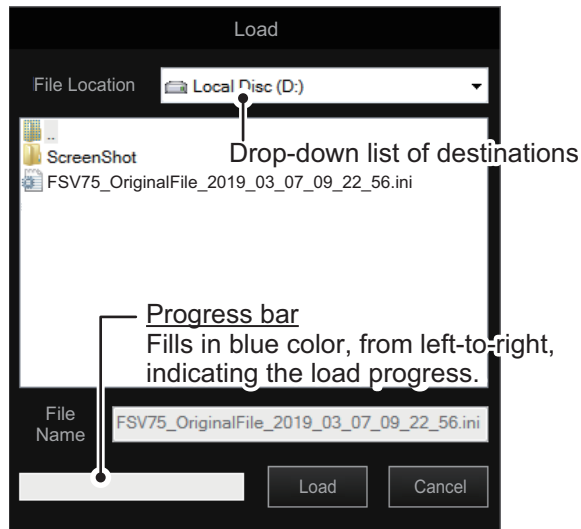 Load
File Location
Local Disc (D:)
..
ScreenShot
Drop-down list of destinations
FSV75_OriginalFile_2019_03_07_09_22_56.ini
Progress bar
Fills in blue color, from left-to-right,
indicating the load progress.
File
Name
FSV75_OriginalFile_2019_03_07_09_22_56.ini
Load
Cancel